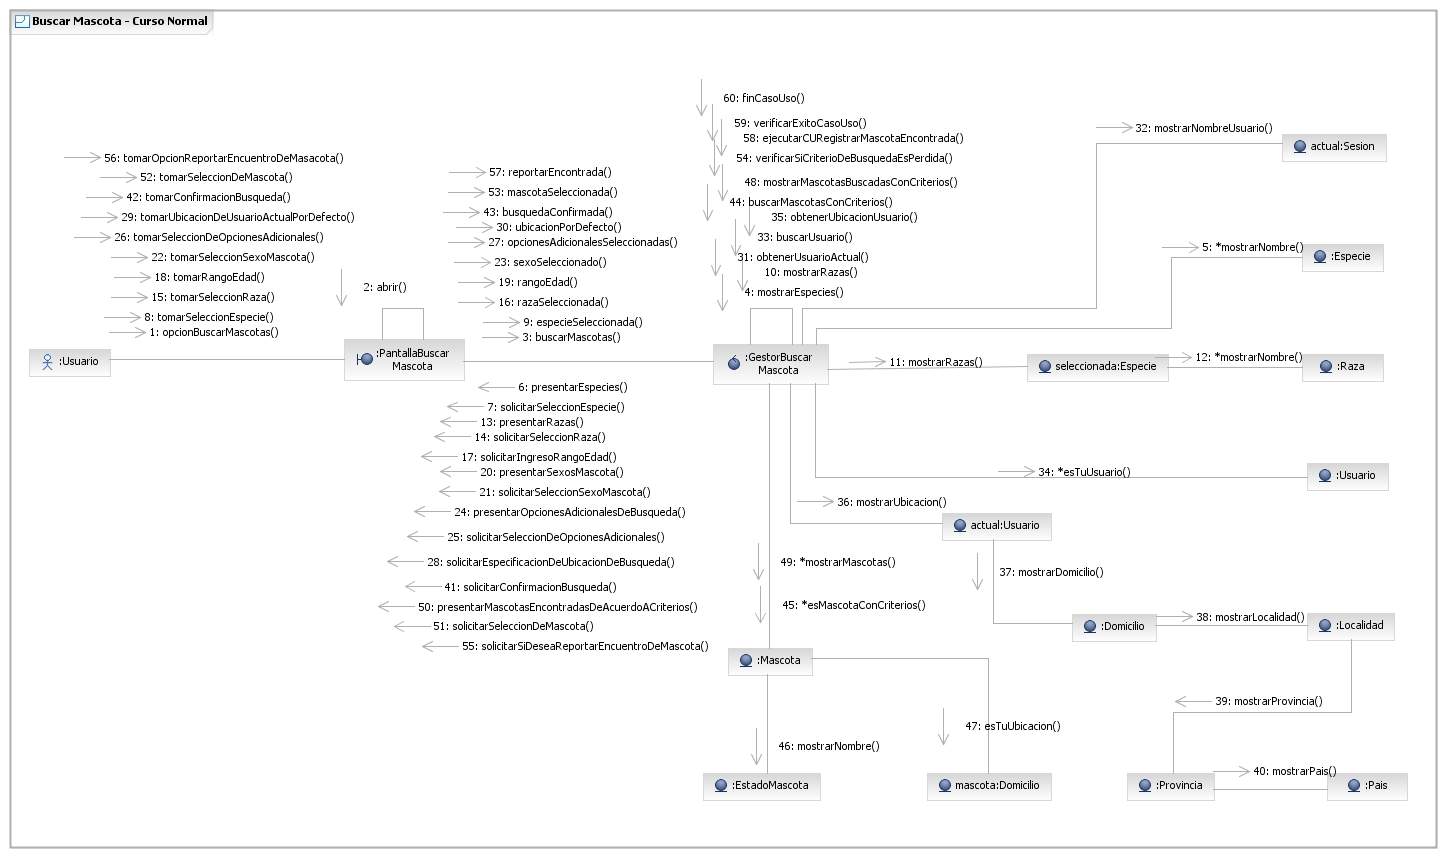 Buscar Mascota - Curso Normal
60: finCasoUso()
59: verificarExitoCasoUso()
58: ejecutarCURegistrarMascotaEncontrada()
54: verificarSiCriterioDeBusquedaEsPerdida()
48: mostrarMascotasBuscadasConCriterios()
44: buscarMascotasConCriterios()
35: obtenerUbicacionUsuario()
33: buscarUsuario()
31: obtenerUsuarioActual()
10: mostrarRazas()
4: mostrarEspecies()
56: tomarOpcionReportarEncuentroDeMasacota()
52: tomarSeleccionDeMascota()
42: tomarConfirmacionBusqueda()
29: tomarUbicacionDeUsuarioActualPorDefecto()
26: tomarSeleccionDeOpcionesAdicionales()
22: tomarSeleccionSexoMascota()
18: tomarRangoEdad()
15: tomarSeleccionRaza()
8: tomarSeleccionEspecie()
1: opcionBuscarMascotas()
2: abrir()
57: reportarEncontrada()
53: mascotaSeleccionada()
43: busquedaConfirmada()
30: ubicacionPorDefecto()
27: opcionesAdicionalesSeleccionadas()
23: sexoSeleccionado()
19: rangoEdad()
16: razaSeleccionada()
9: especieSeleccionada()
3: buscarMascotas()
32: mostrarNombreUsuario()
actual:Sesion
5: *mostrarNombre()
:Especie
:Usuario
:PantallaBuscar
Mascota
:GestorBuscar
Mascota
11: mostrarRazas()
seleccionada:Especie
12: *mostrarNombre()
:Raza
6: presentarEspecies()
7: solicitarSeleccionEspecie()
13: presentarRazas()
14: solicitarSeleccionRaza()
17: solicitarIngresoRangoEdad()
20: presentarSexosMascota()
21: solicitarSeleccionSexoMascota()
24: presentarOpcionesAdicionalesDeBusqueda()
25: solicitarSeleccionDeOpcionesAdicionales()
28: solicitarEspecificacionDeUbicacionDeBusqueda()
41: solicitarConfirmacionBusqueda()
50: presentarMascotasEncontradasDeAcuerdoACriterios()
51: solicitarSeleccionDeMascota()
55: solicitarSiDeseaReportarEncuentroDeMascota()
34: *esTuUsuario()
:Usuario
36: mostrarUbicacion()
actual:Usuario
49: *mostrarMascotas()
37: mostrarDomicilio()
45: *esMascotaConCriterios()
:Domicilio
38: mostrarLocalidad()
:Localidad
:Mascota
39: mostrarProvincia()
47: esTuUbicacion()
46: mostrarNombre()
40: mostrarPais()
:EstadoMascota
mascota:Domicilio
:Provincia
:Pais